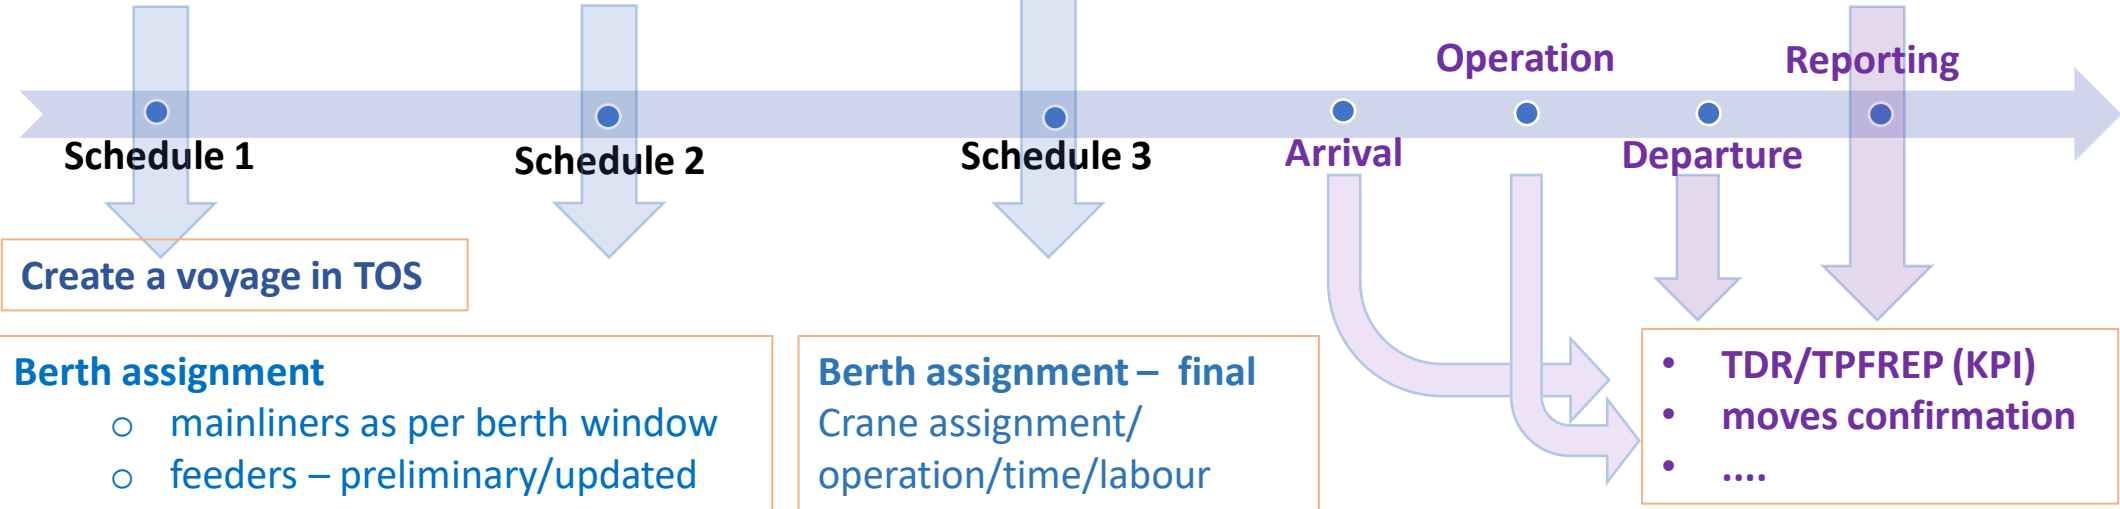 Operation
Reporting
Schedule 1
Schedule 2
Schedule 3
Arrival
Departure
Create a voyage in TOS
Berth assignment
o mainliners as per berth window
o feeders – preliminary/updated
Berth assignment – final
Crane assignment/
operation/time/labour
• TDR/TPFREP (KPI)
• moves confirmation
• ....